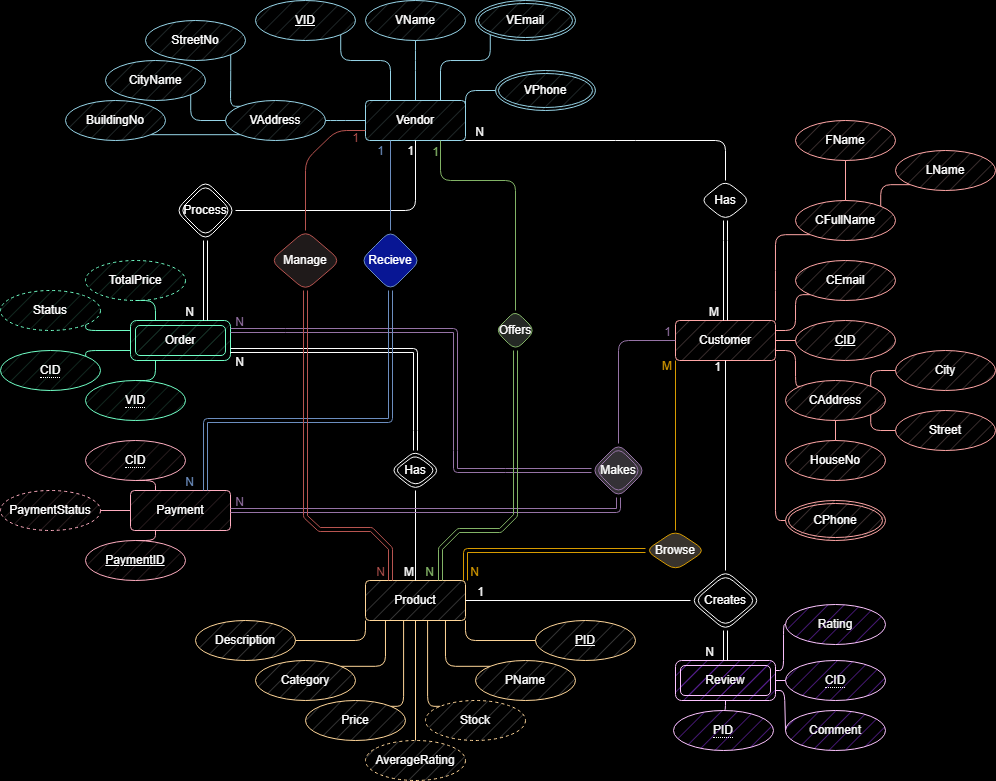 VID
VName
VEmail
StreetNo
CityName
VPhone
BuildingNo
VAddress
Vendor
N
1
1
1
1
FName
LName
Has
Process
CFullName
Manage
Recieve
TotalPrice
CEmail
Status
N
N
M
Offers
1
Order
Customer
CID
N
M
1
CID
City
VID
CAddress
Street
CID
HouseNo
Has
Makes
N
N
PaymentStatus
Payment
CPhone
Browse
PaymentID
N
M
N
N
1
Product
Creates
Rating
Description
PID
N
Category
PName
Review
CID
Price
Stock
PID
Comment
AverageRating